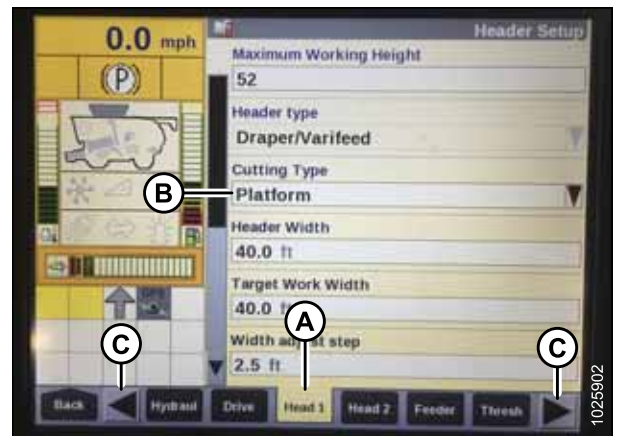 0.0 mph
(P)
Header Setup
Maximum Working Height
52
Header type
Draper/Varifeed
Cutting Type
B
Platform
Header Width
40.0 ft
Target Work Width
40.0
A
Width adjust step
2.5 ft
C
C
Back
Hydraul
Drive
Head 1
Head 2
Feeder
Thresh
1025902